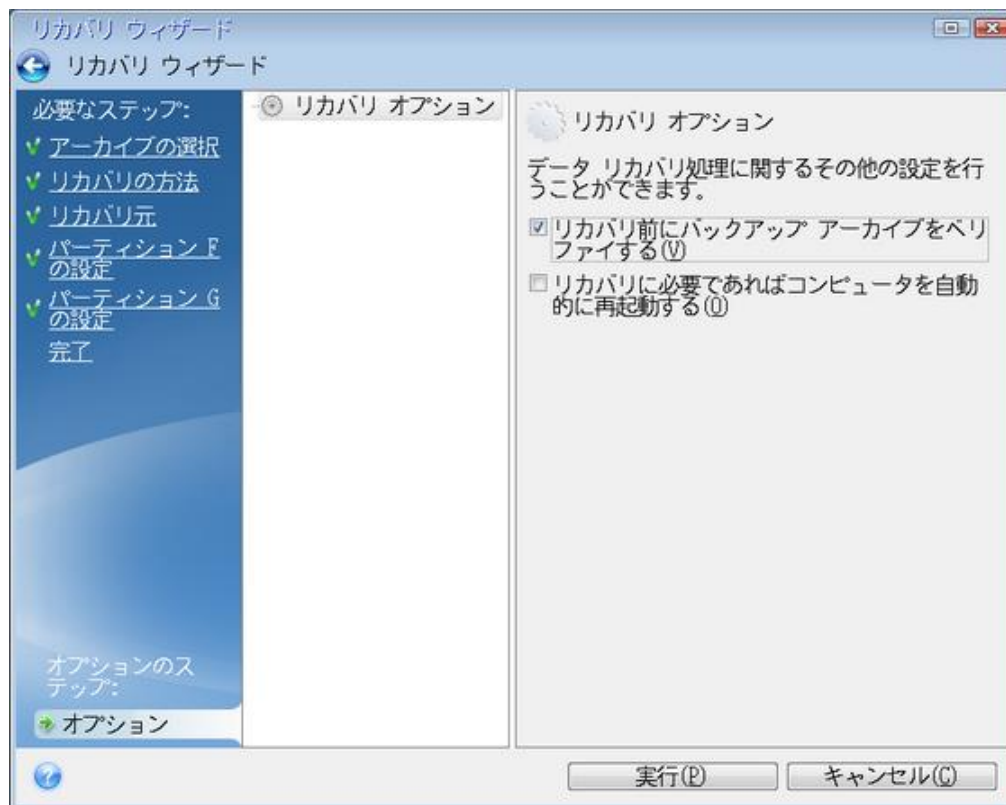 リカバリ ウィザード
リカバリ ウィザード
必要なステップ:
アーカイブの選択
リカバリの方法
リカバリ元
パーティション F
の設定
パーティション G
の設定
完了
オプションのス
テップ:
オプション
リカバリ オプション
リカバリ オプション
データ リカバリ処理に関するその他の設定を行
うことができます。
リカバリ前にバックアップ アーカイブをベリ
ファイする(V)
リカバリに必要であればコンピュータを自動
的に再起動する(O)
実行(P)
キャンセル(C)